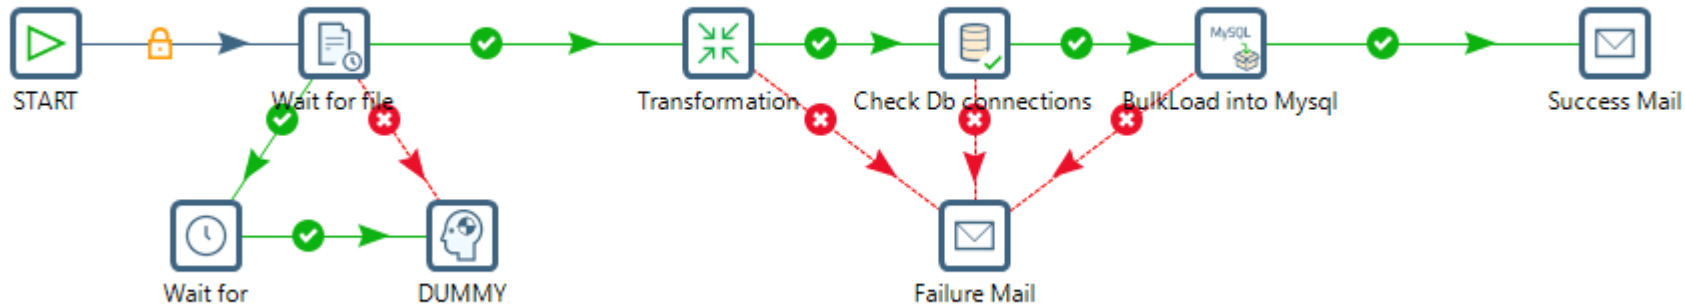 MySQL
START
Wait for file
Transformation
Check Db connections
BulkLoad into Mysql
Success Mail
Wait for
DUMMY
Failure Mail